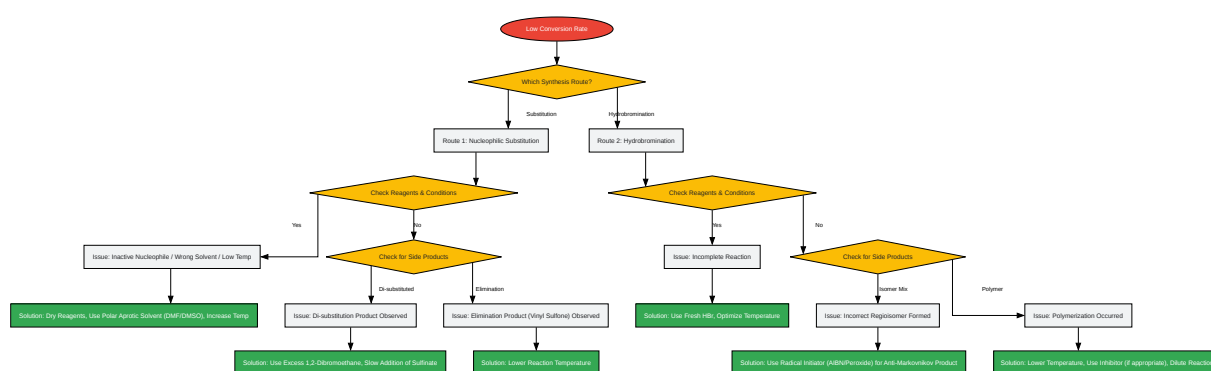 Low Conversion Rate
Which Synthesis Route?
Substitution
Hydrobromination
Route 1: Nucleophilic Substitution
Route 2: Hydrobromination
Check Reagents & Conditions
Check Reagents & Conditions
Yes
No
Yes
No
Issue: Inactive Nucleophile / Wrong Solvent / Low Temp
Check for Side Products
Issue: Incomplete Reaction
Check for Side Products
Di-substituted
Elimination
Isomer Mix
Polymer
Solution: Dry Reagents, Use Polar Aprotic Solvent (DMF/DMSO), Increase Temp
Issue: Di-substitution Product Observed
Issue: Elimination Product (Vinyl Sulfone) Observed
Solution: Use Fresh HBr, Optimize Temperature
Issue: Incorrect Regioisomer Formed
Issue: Polymerization Occurred
Solution: Use Excess 1,2-Dibromoethane, Slow Addition of Sulfinate
Solution: Lower Reaction Temperature
Solution: Use Radical Initiator (AIBN/Peroxide) for Anti-Markovnikov Product
Solution: Lower Temperature, Use Inhibitor (if appropriate), Dilute Reaction